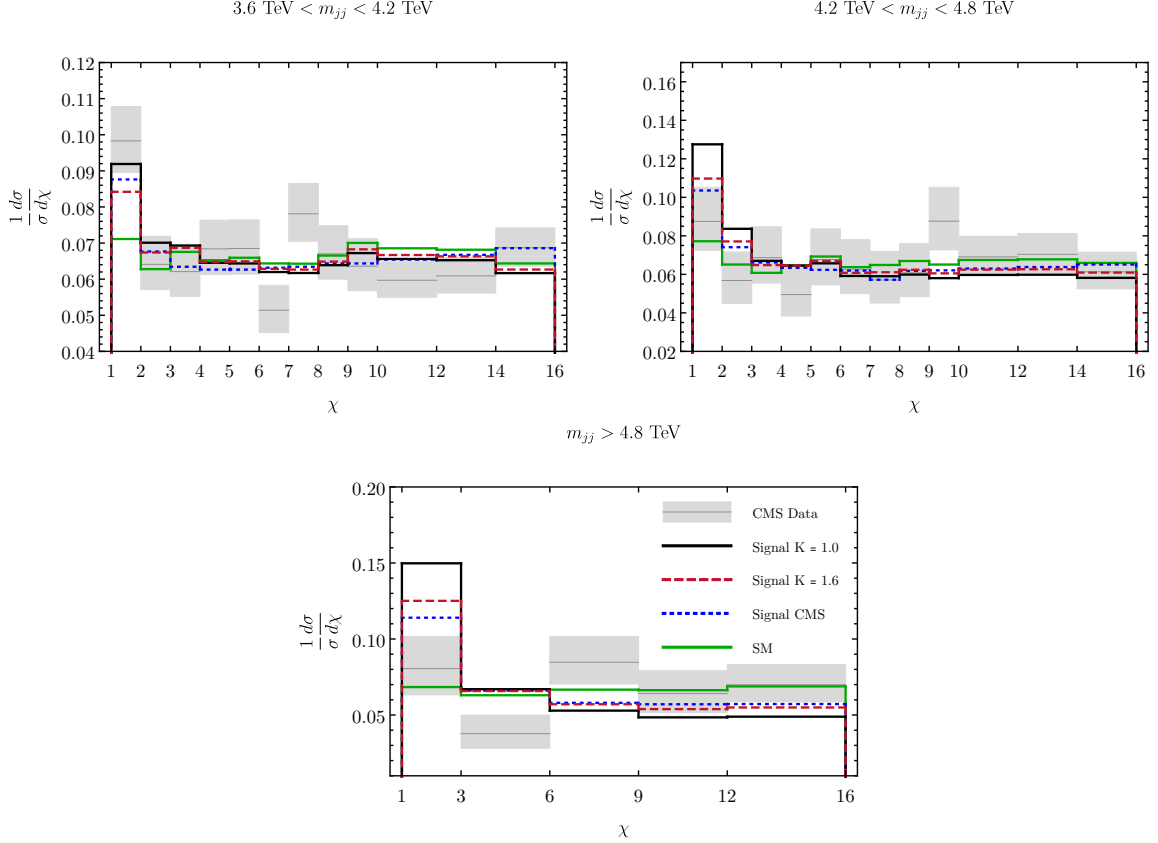 3.6 TeV < m_jj < 4.2 TeV
0.12
0.11
0.10
0.09
0.08
0.07
0.06
0.05
0.04
1/σ dσ/dχ
1 2 3 4 5 6 7 8 9 10 12 14 16
χ
4.2 TeV < m_jj < 4.8 TeV
0.16
0.14
0.12
0.10
0.08
0.06
0.04
0.02
1/σ dσ/dχ
1 2 3 4 5 6 7 8 9 10 12 14 16
χ
m_jj > 4.8 TeV
0.20
0.15
0.10
0.05
1/σ dσ/dχ
CMS Data
Signal K = 1.0
Signal K = 1.6
Signal CMS
SM
1 3 6 9 12 16
χ